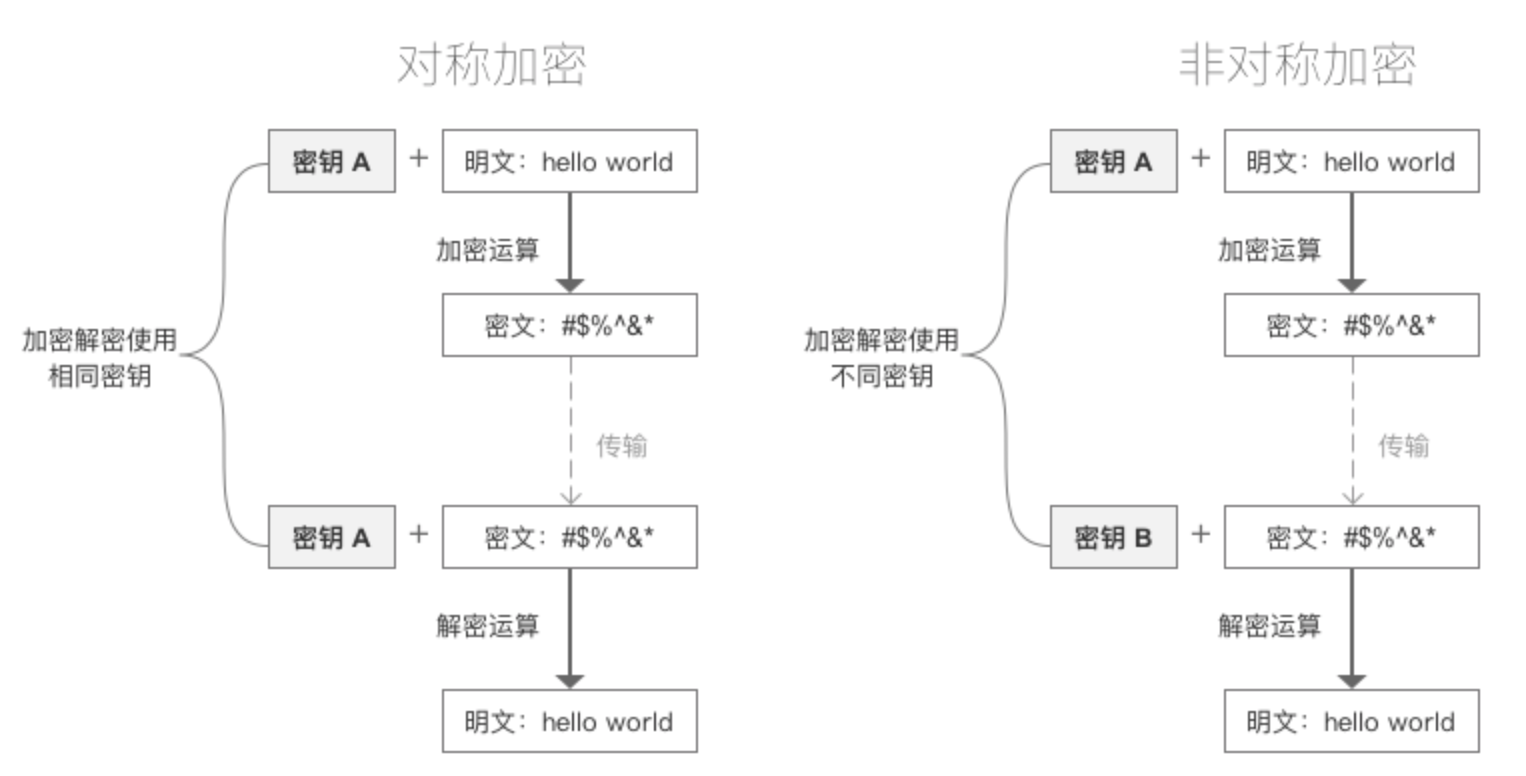 对称加密
密钥 A + 明文：hello world
加密运算
密文：#$%^&*
加密解密使用
相同密钥
传输
密钥 A + 密文：#$%^&*
解密运算
明文：hello world
非对称加密
密钥 A + 明文：hello world
加密运算
密文：#$%^&*
加密解密使用
不同密钥
传输
密钥 B + 密文：#$%^&*
解密运算
明文：hello world